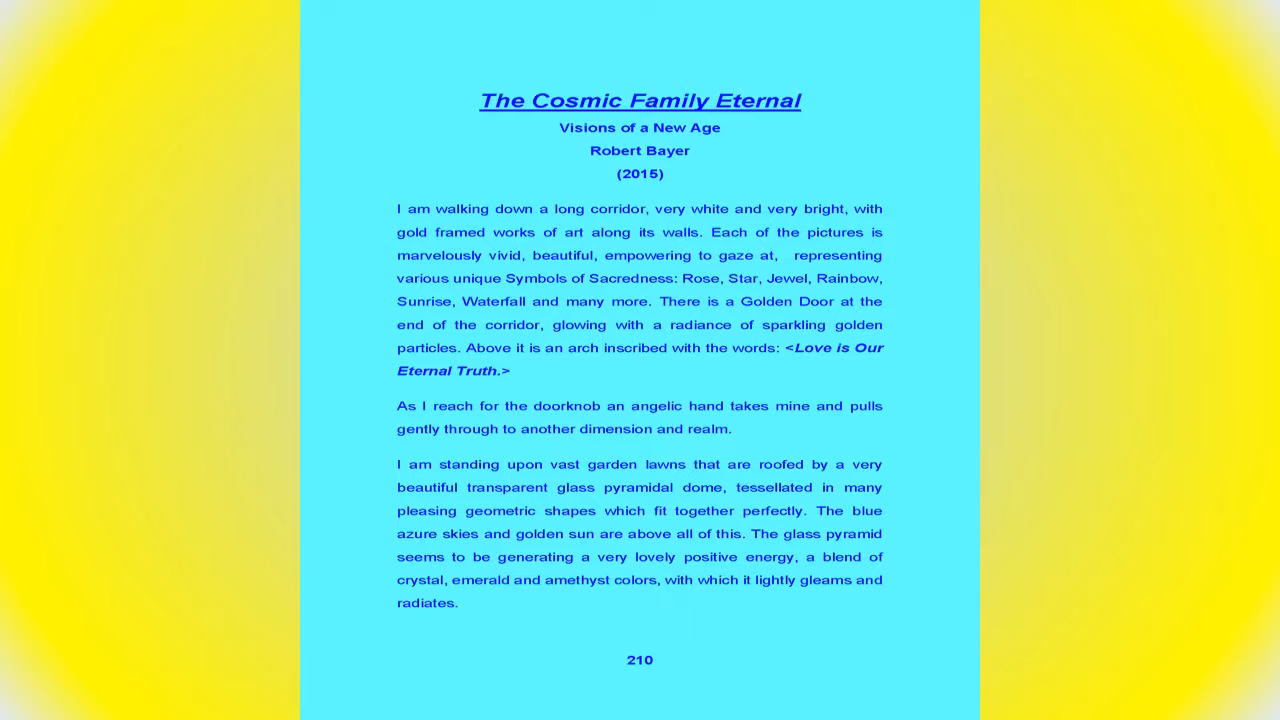 The Cosmic Family Eternal
Visions of a New Age
Robert Bayer
(2015)
I am walking down a long corridor, very white and very bright, with
gold framed works of art along its walls. Each of the pictures is
marvelously vivid, beautiful, empowering to gaze at, representing
various unique Symbols of Sacredness: Rose, Star, Jewel, Rainbow,
Sunrise, Waterfall and many more. There is a Golden Door at the
end of the corridor, glowing with a radiance of sparkling golden
particles. Above it is an arch inscribed with the words: <Love is Our
Eternal Truth.>
As I reach for the doorknob an angelic hand takes mine and pulls
gently through to another dimension and realm.
I am standing upon vast garden lawns that are roofed by a very
beautiful transparent glass pyramidal dome, tessellated in many
pleasing geometric shapes which fit together perfectly. The blue
azure skies and golden sun are above all of this. The glass pyramid
seems to be generating a very lovely positive energy, a blend of
crystal, emerald and amethyst colors, with which it lightly gleams and
radiates.
210